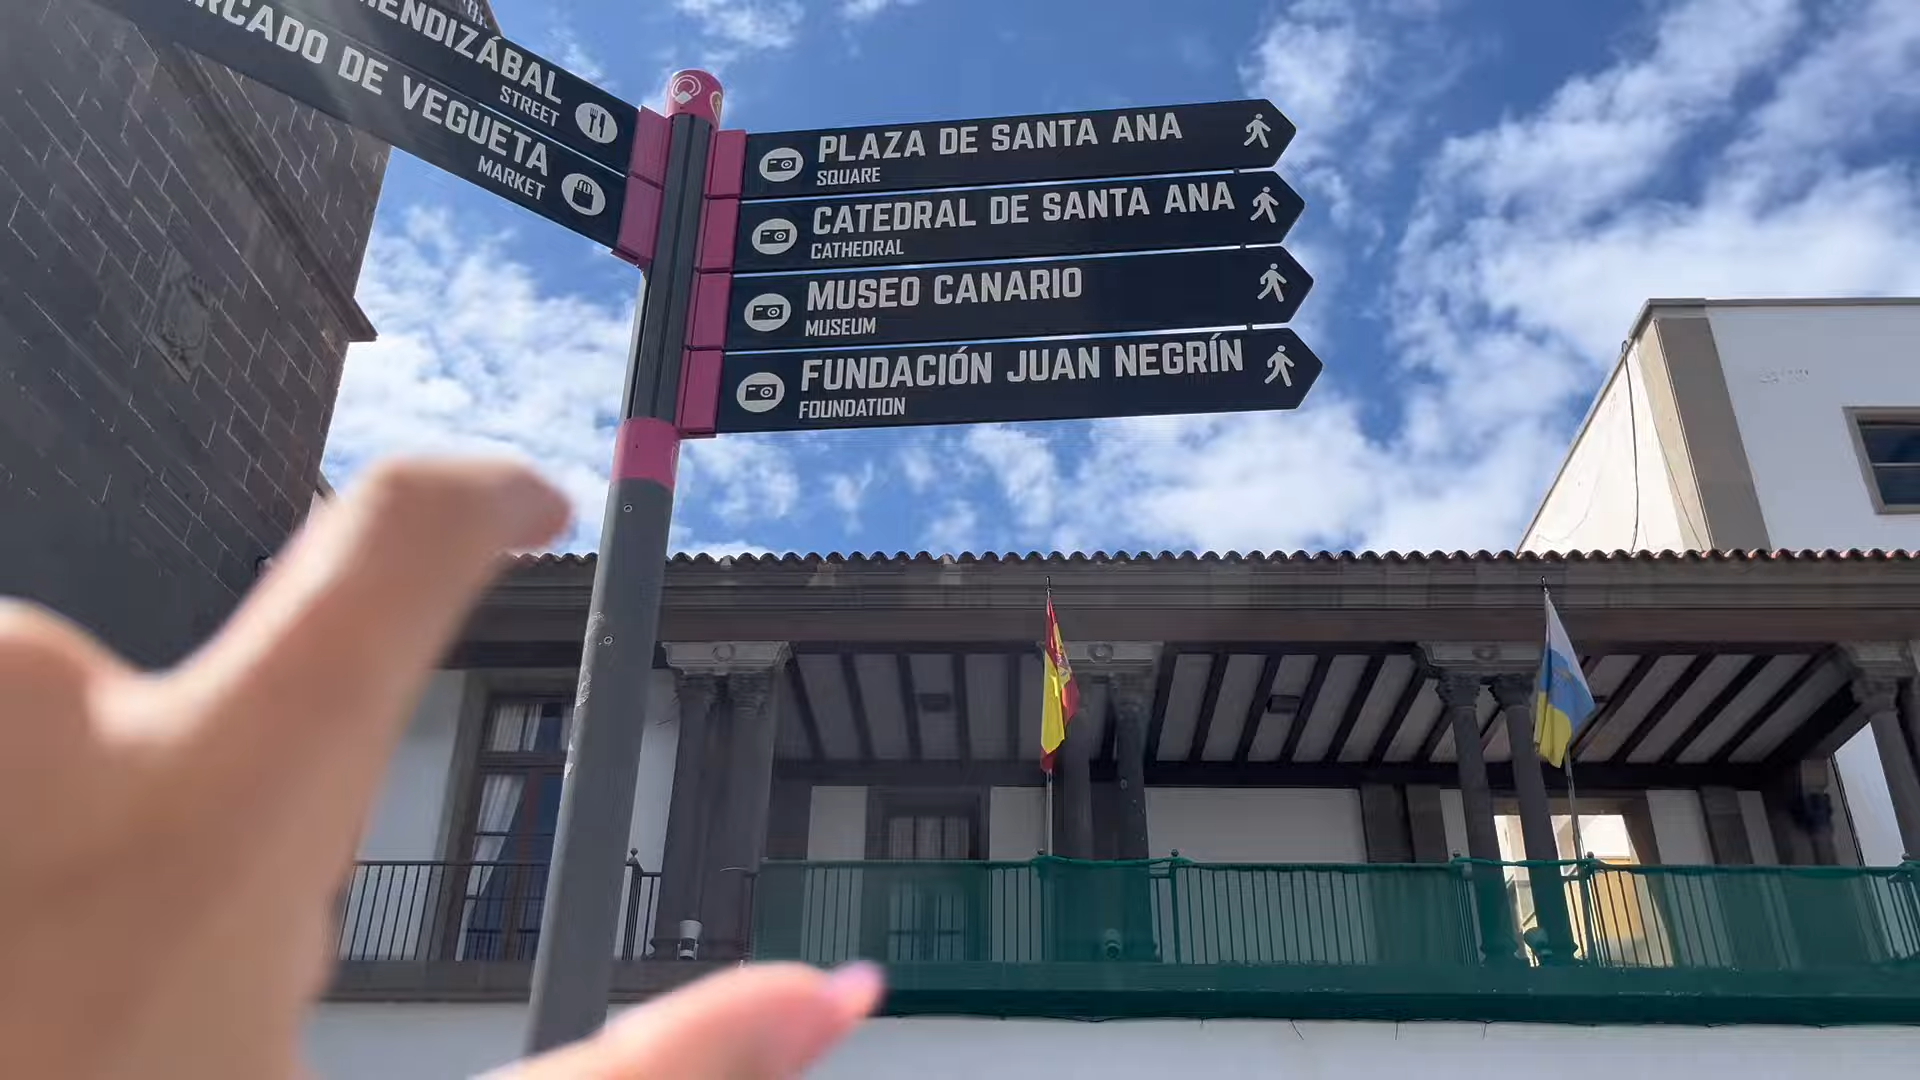 MENDIZÁBAL
STREET
DE VEGUETA
MARKET
PLAZA DE SANTA ANA
SQUARE
CATEDRAL DE SANTA ANA
CATHEDRAL
MUSEO CANARIO
MUSEUM
FUNDACIÓN JUAN NEGRÍN
FOUNDATION